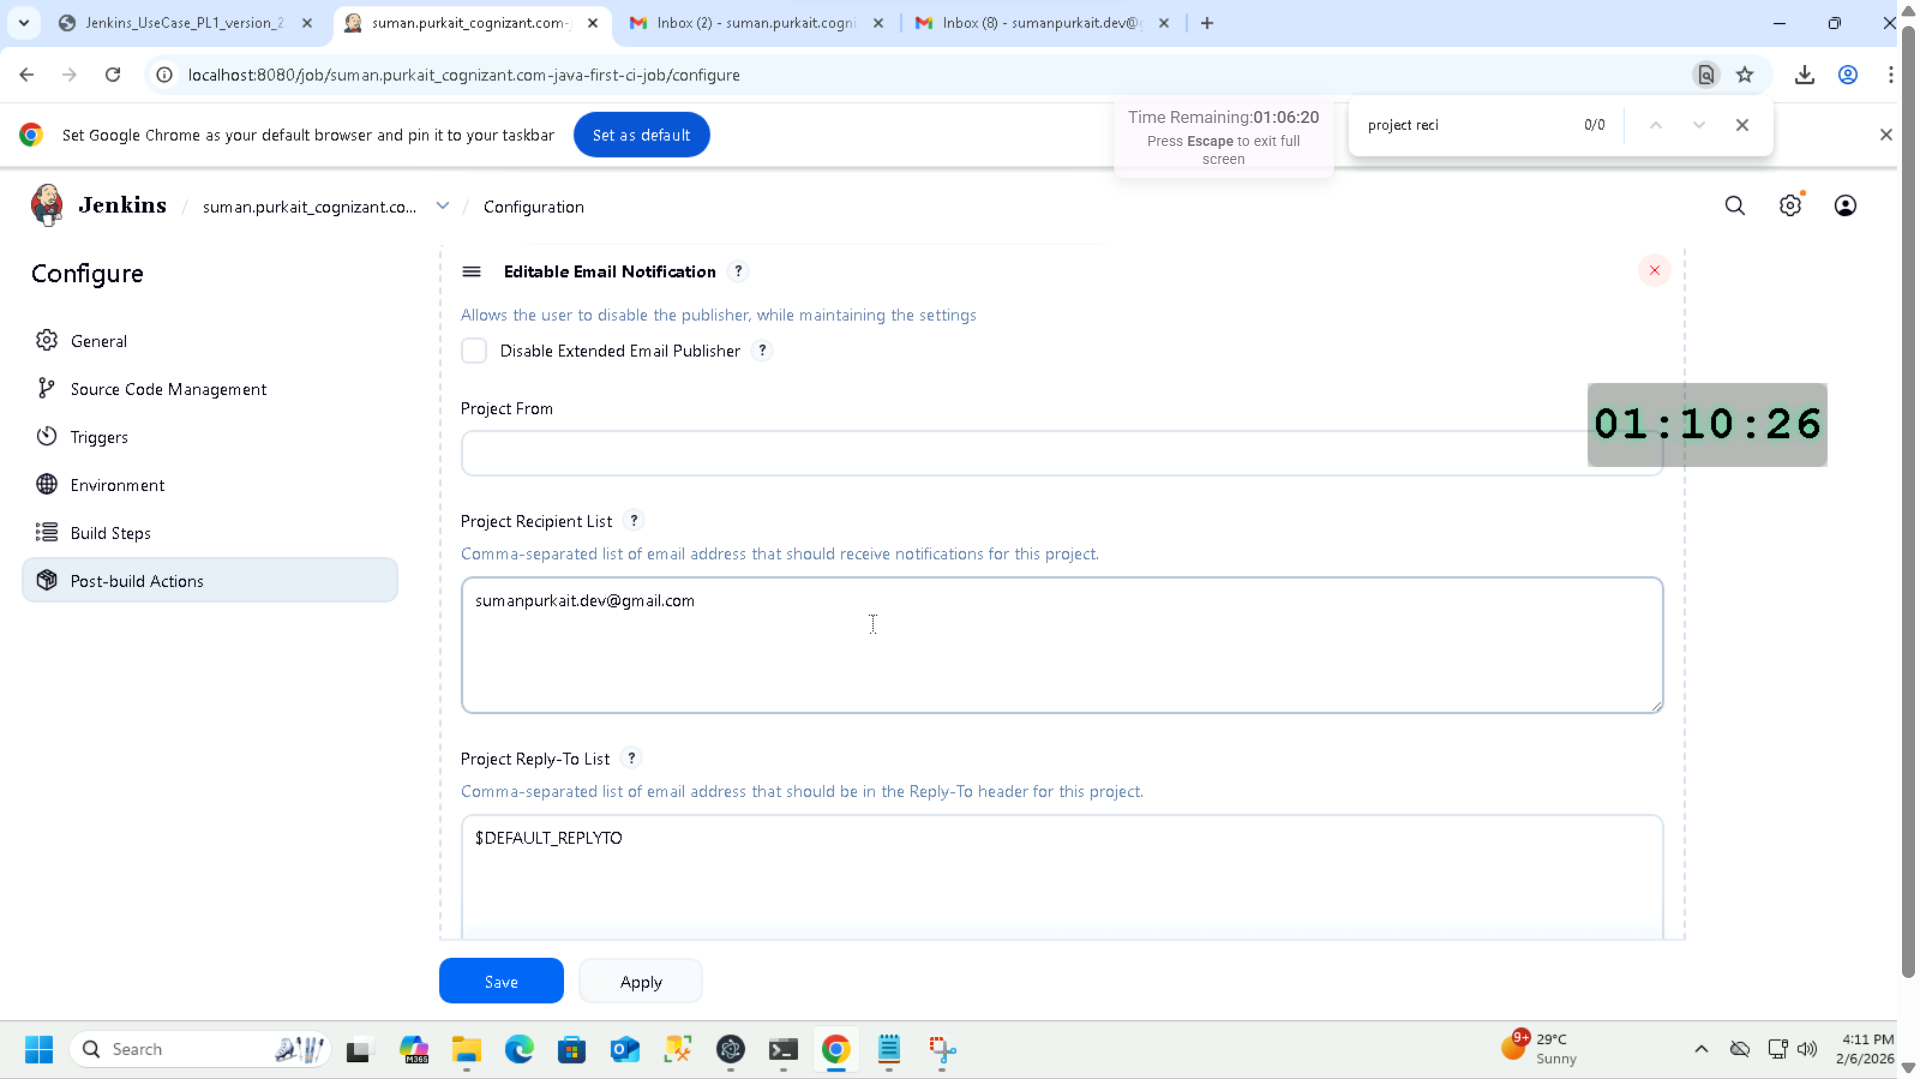 Jenkins_UseCase_PL1_version_2.
suman.purkait_cognizant.com-j
Inbox (2) - suman.purkait.cogni
Inbox (8) - sumanpurkait.dev@g
localhost:8080/job/suman.purkait_cognizant.com-java-first-ci-job/configure
Set Google Chrome as your default browser and pin it to your taskbar
Set as default
Time Remaining:01:06:20
Press Escape to exit full
screen
project reci
0/0
Jenkins
/
suman.purkait_cognizant.co...
/
Configuration
Configure
General
Source Code Management
Triggers
Environment
Build Steps
Post-build Actions
Editable Email Notification ?
Allows the user to disable the publisher, while maintaining the settings
Disable Extended Email Publisher ?
Project From
01:10:26
Project Recipient List ?
Comma-separated list of email address that should receive notifications for this project.
sumanpurkait.dev@gmail.com
Project Reply-To List ?
Comma-separated list of email address that should be in the Reply-To header for this project.
$DEFAULT_REPLYTO
Save
Apply
Search
M365
9+
29°C
Sunny
4:11 PM
2/6/2026